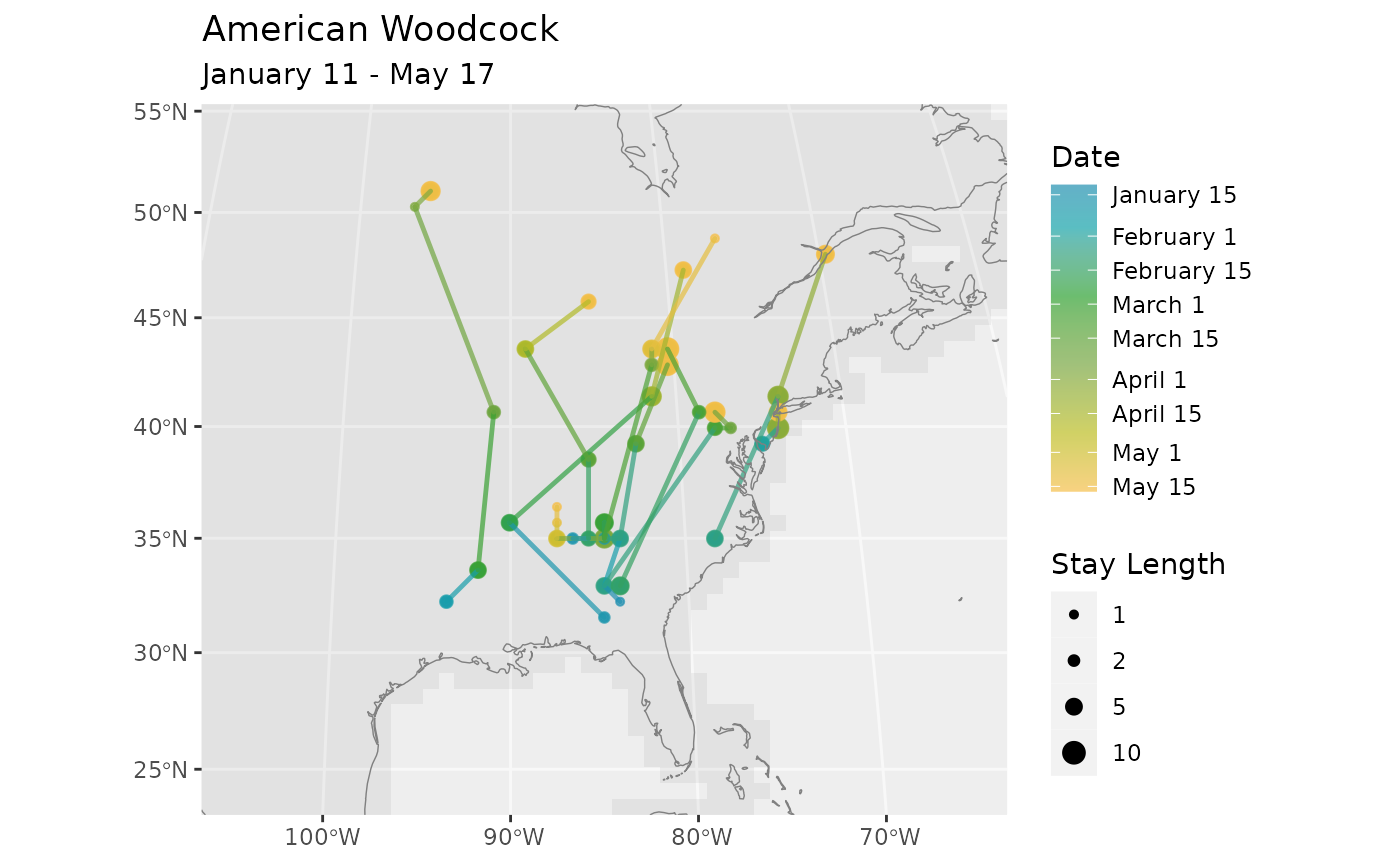 American Woodcock
January 11 - May 17
55°N
50°N
45°N
40°N
35°N
30°N
25°N
100°W
90°W
80°W
70°W
Date
January 15
February 1
February 15
March 1
March 15
April 1
April 15
May 1
May 15
Stay Length
1
2
5
10